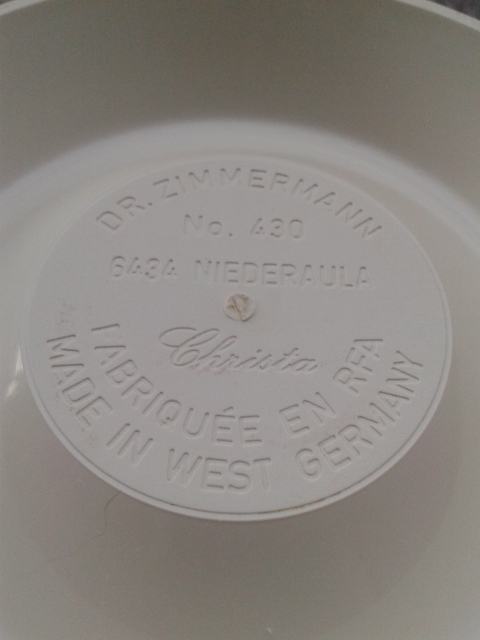 DR. ZIMMERMANN
No. 430
6434 NIEDERAULA
Christa
FABRIQUÉE EN RFA
MADE IN WEST GERMANY